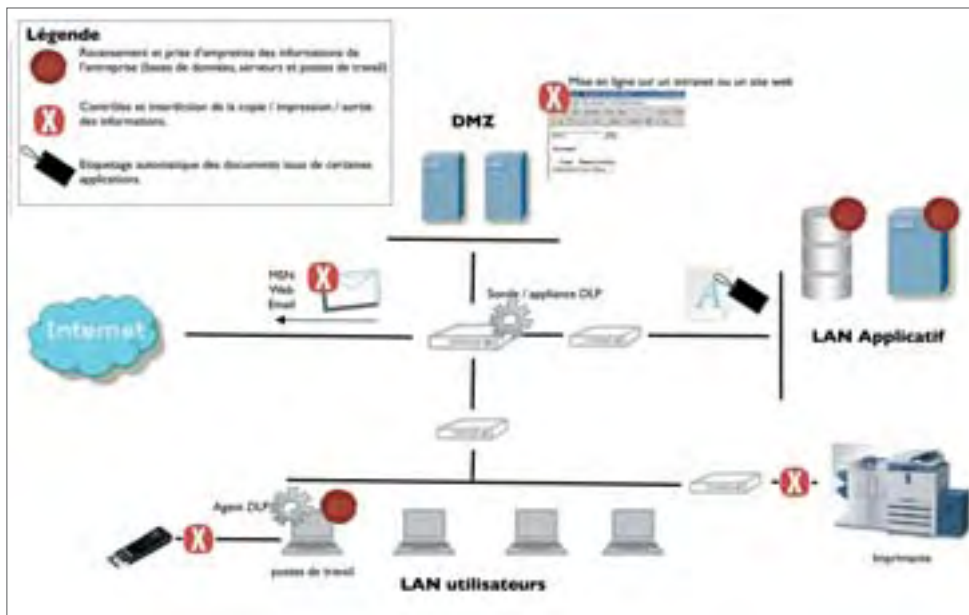 Légende
Recensement et prise d'empreinte des informations de
l'entreprise (bases de données, serveurs et postes de travail)
Contrôles et interdiction de la copie / impression / sortie
des informations.
Etiquetage automatique des documents issus de certaines
applications.
Mise en ligne sur un intranet ou un site web
DMZ
MSN
Web
Email
Sonde / appliance DLP
Internet
LAN Applicatif
Agent DLP
postes de travail
LAN utilisateurs
Imprimante